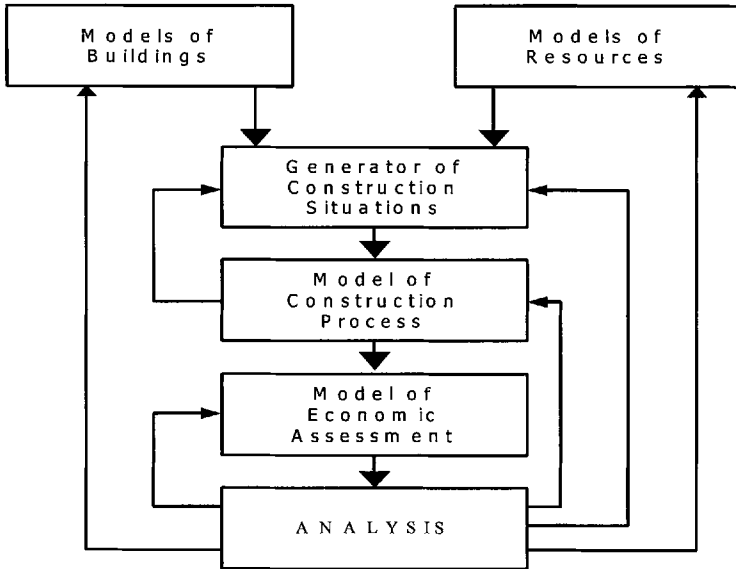 Models of
Buildings
Models of
Resources
Generator of
Construction
Situations
Model of
Construction
Process
Model of
Economic
Assessment
ANALYSIS